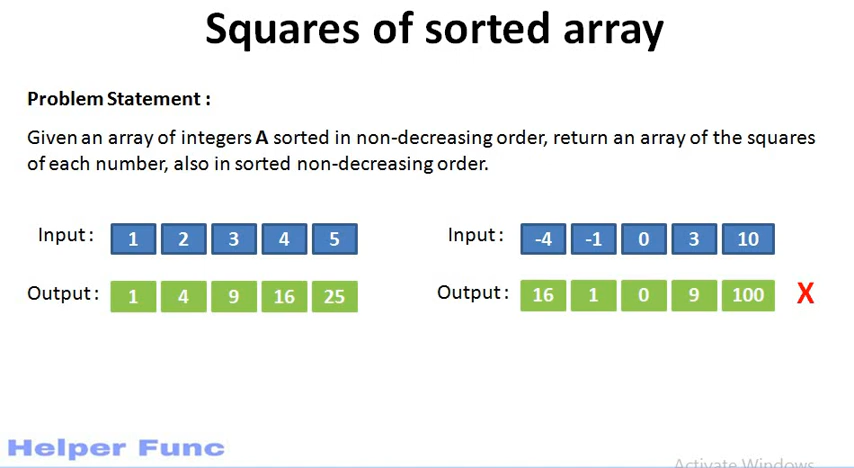 Squares of sorted array
Problem Statement :
Given an array of integers A sorted in non-decreasing order, return an array of the squares
of each number, also in sorted non-decreasing order.
Input : 1 2 3 4 5
Output : 1 4 9 16 25
Input : -4 -1 0 3 10
Output : 16 1 0 9 100 X
Helper Func
Activate Windows